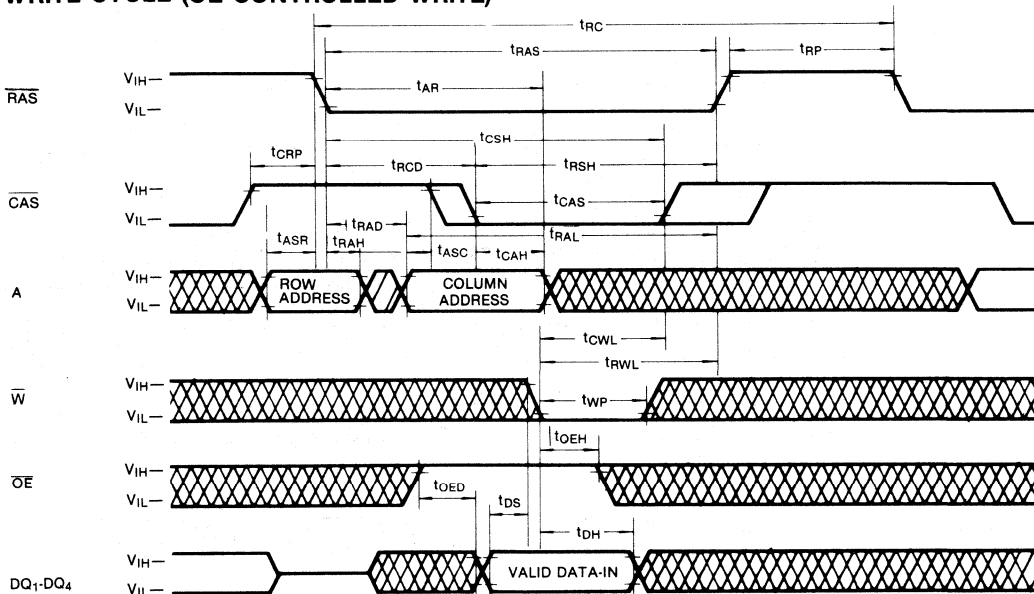 WRITE CYCLE (OE CONTROLLED WRITE)
tRC
tRAS
tRP
RAS
VIH—
VIL—
tAR
tCSH
tCRP
tRCD
tRSH
CAS
VIH—
VIL—
tCAS
tRAD
tRAL
tASR
tRAH
tASC
tCAH
A
VIH—
VIL—
ROW
ADDRESS
COLUMN
ADDRESS
tCWL
tRWL
W
VIH—
VIL—
tWP
tOEH
OE
VIH—
VIL—
tOED
tDS
tDH
DQ1-DQ4
VIH—
VIL—
VALID DATA-IN